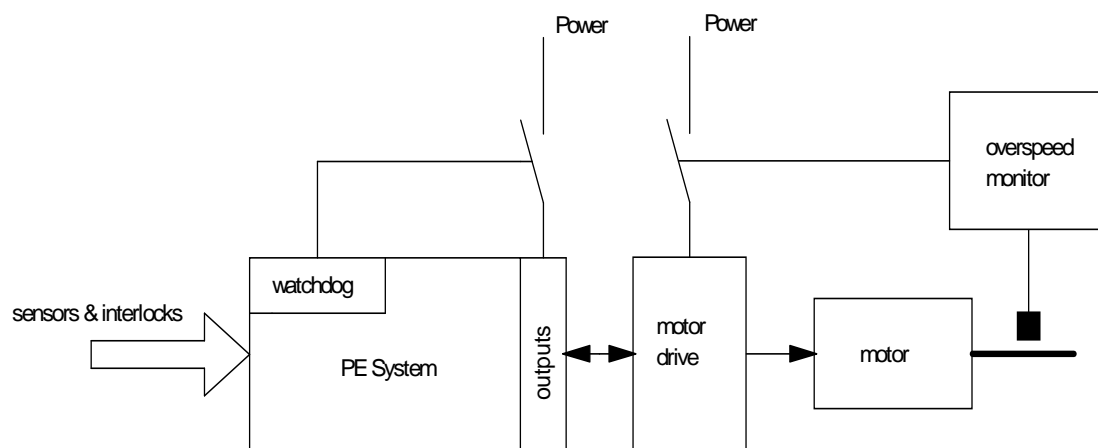 Power
Power
overspeed
monitor
watchdog
sensors & interlocks
PE System
outputs
motor
drive
motor